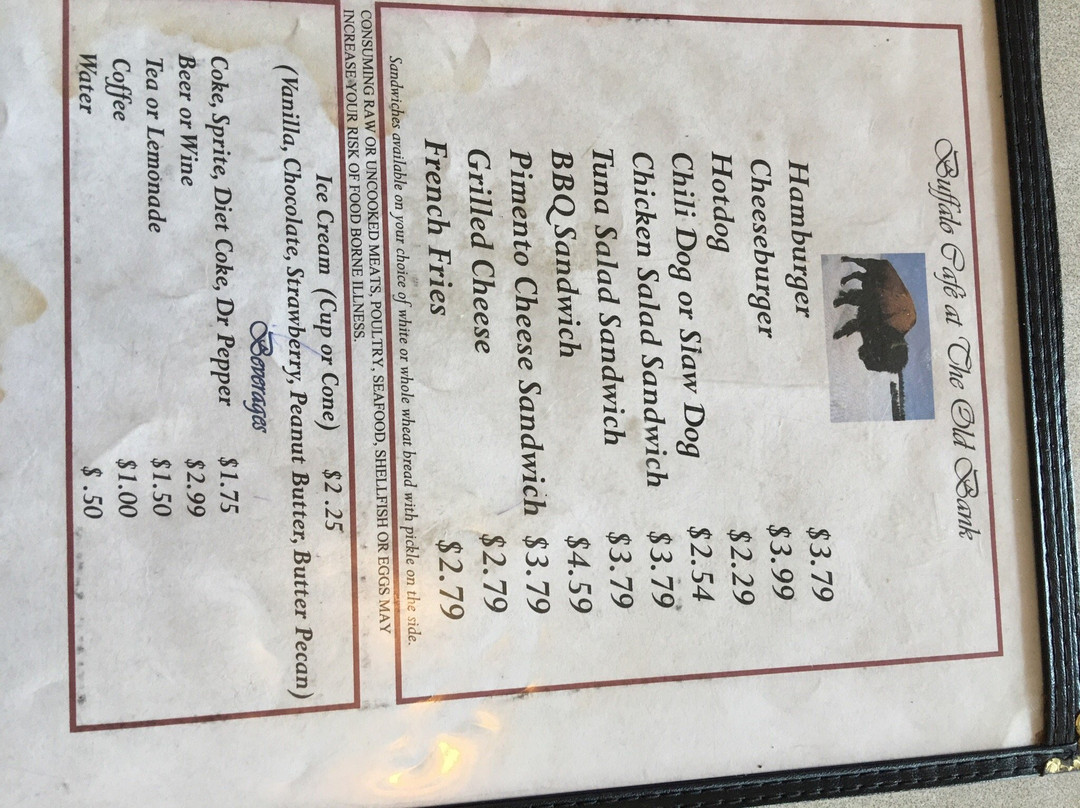 Buffalo Café at The Old Bank
Hamburger $3.79
Cheeseburger $3.99
Hotdog $2.29
Chili Dog or Slaw Dog $2.54
Chicken Salad Sandwich $3.79
Tuna Salad Sandwich $3.79
BBQ Sandwich $4.59
Pimento Cheese Sandwich $3.79
Grilled Cheese $2.79
French Fries $2.79
Sandwiches available on your choice of white or whole wheat bread with pickle on the side.
CONSUMING RAW OR UNCOOKED MEATS, POULTRY, SEAFOOD, SHELLFISH OR EGGS MAY
INCREASE YOUR RISK OF FOOD BORNE ILLNESS.
Ice Cream (Cup or Cone) $2.25
(Vanilla, Chocolate, Strawberry, Peanut Butter, Butter Pecan)
Beverages
Coke, Sprite, Diet Coke, Dr Pepper $1.75
Beer or Wine $2.99
Tea or Lemonade $1.50
Coffee $1.00
Water $ .50